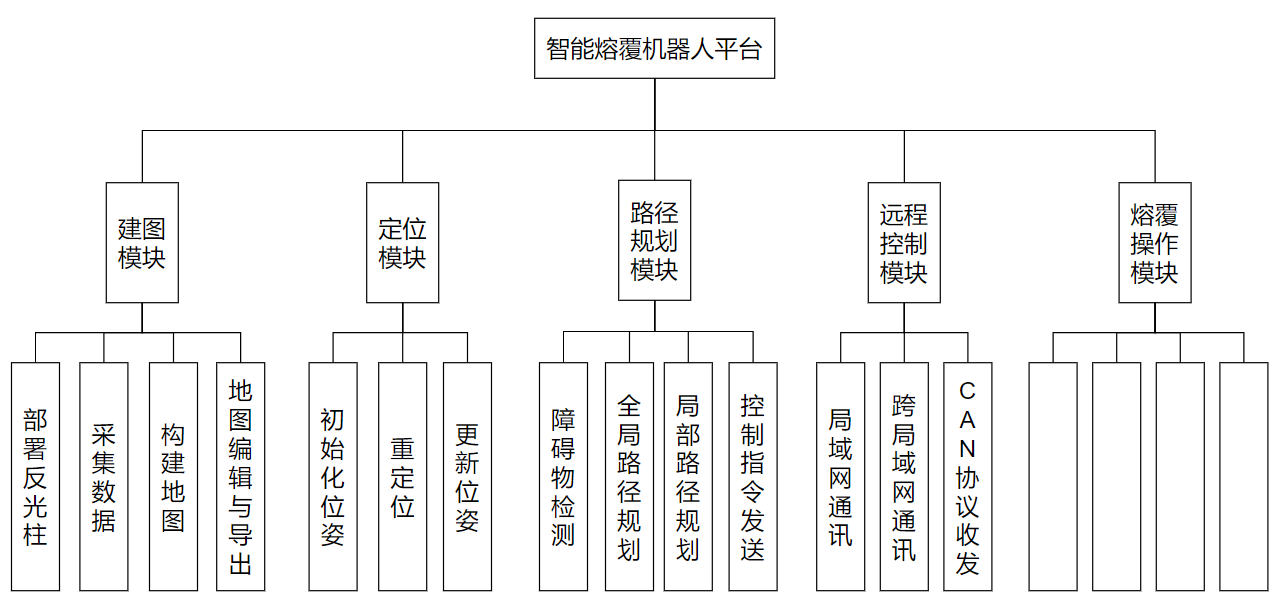 智能熔覆机器人平台
建图
模块
定位
模块
路径
规划
模块
远程
控制
模块
熔覆
操作
模块
部署反光柱
采集数据
构建地图
地图编辑与导出
初始化位姿
重定位
更新位姿
障碍物检测
全局路径规划
局部路径规划
控制指令发送
局域网通讯
跨局域网通讯
CAN协议收发